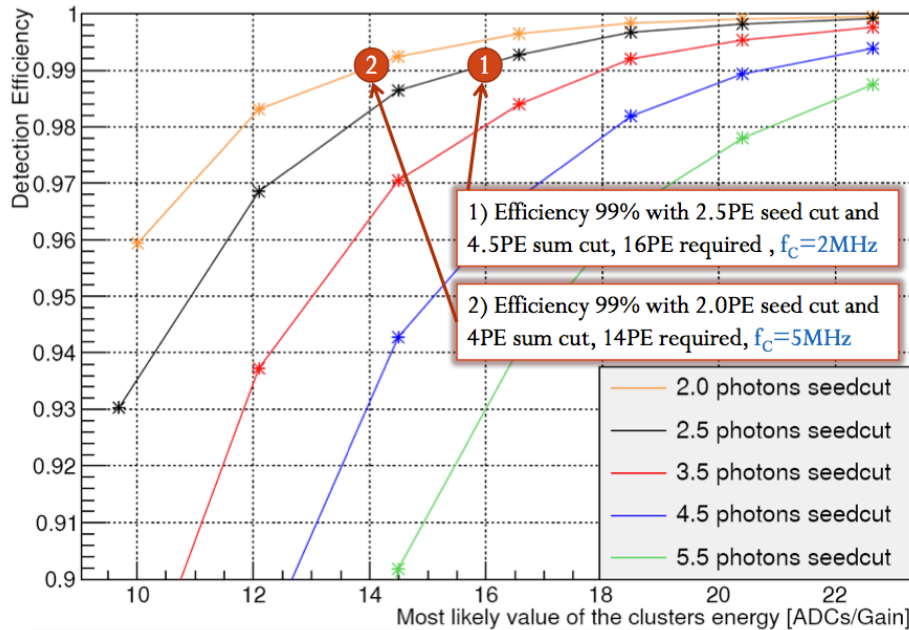 Detection Efficiency
1
0.99
0.98
0.97
0.96
0.95
0.94
0.93
0.92
0.91
0.9
2
1
1) Efficiency 99% with 2.5PE seed cut and
4.5PE sum cut, 16PE required , f_C=2MHz
2) Efficiency 99% with 2.0PE seed cut and
4PE sum cut, 14PE required, f_C=5MHz
2.0 photons seedcut
2.5 photons seedcut
3.5 photons seedcut
4.5 photons seedcut
5.5 photons seedcut
10 12 14 16 18 20 22
Most likely value of the clusters energy [ADCs/Gain]